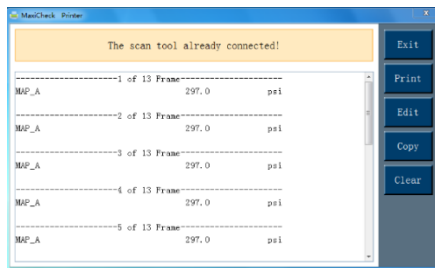 MaxiCheck Printer
X
The scan tool already connected!
Exit
Print
Edit
Copy
Clear
----------------------1 of 13 Frame----------------------
MAP_A 297.0 psi
----------------------2 of 13 Frame----------------------
MAP_A 297.0 psi
----------------------3 of 13 Frame----------------------
MAP_A 297.0 psi
----------------------4 of 13 Frame----------------------
MAP_A 297.0 psi
----------------------5 of 13 Frame----------------------
MAP_A 297.0 psi